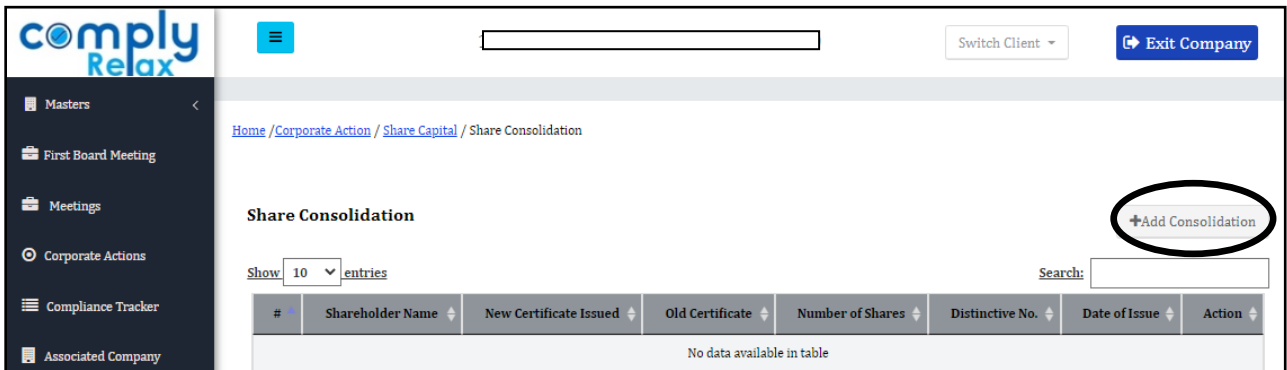 comply
Relax
Switch Client
Exit Company
Masters
Home /Corporate Action / Share Capital / Share Consolidation
First Board Meeting
Meetings
Share Consolidation
+Add Consolidation
Corporate Actions
Show 10 entries
Search:
Compliance Tracker
# Shareholder Name New Certificate Issued Old Certificate Number of Shares Distinctive No. Date of Issue Action
Associated Company
No data available in table